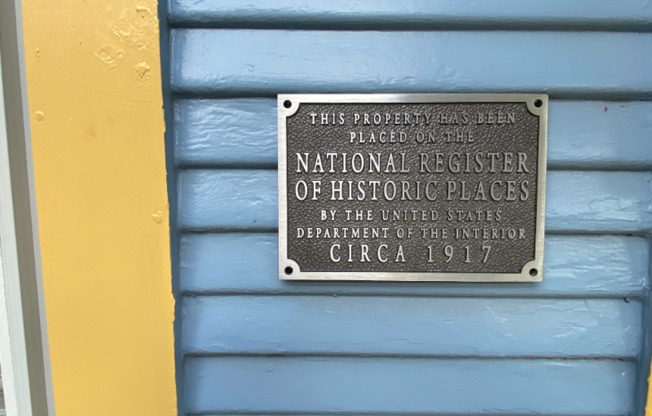 THIS PROPERTY HAS BEEN
PLACED ON THE
NATIONAL REGISTER
OF HISTORIC PLACES
BY THE UNITED STATES
DEPARTMENT OF THE INTERIOR
CIRCA 1917